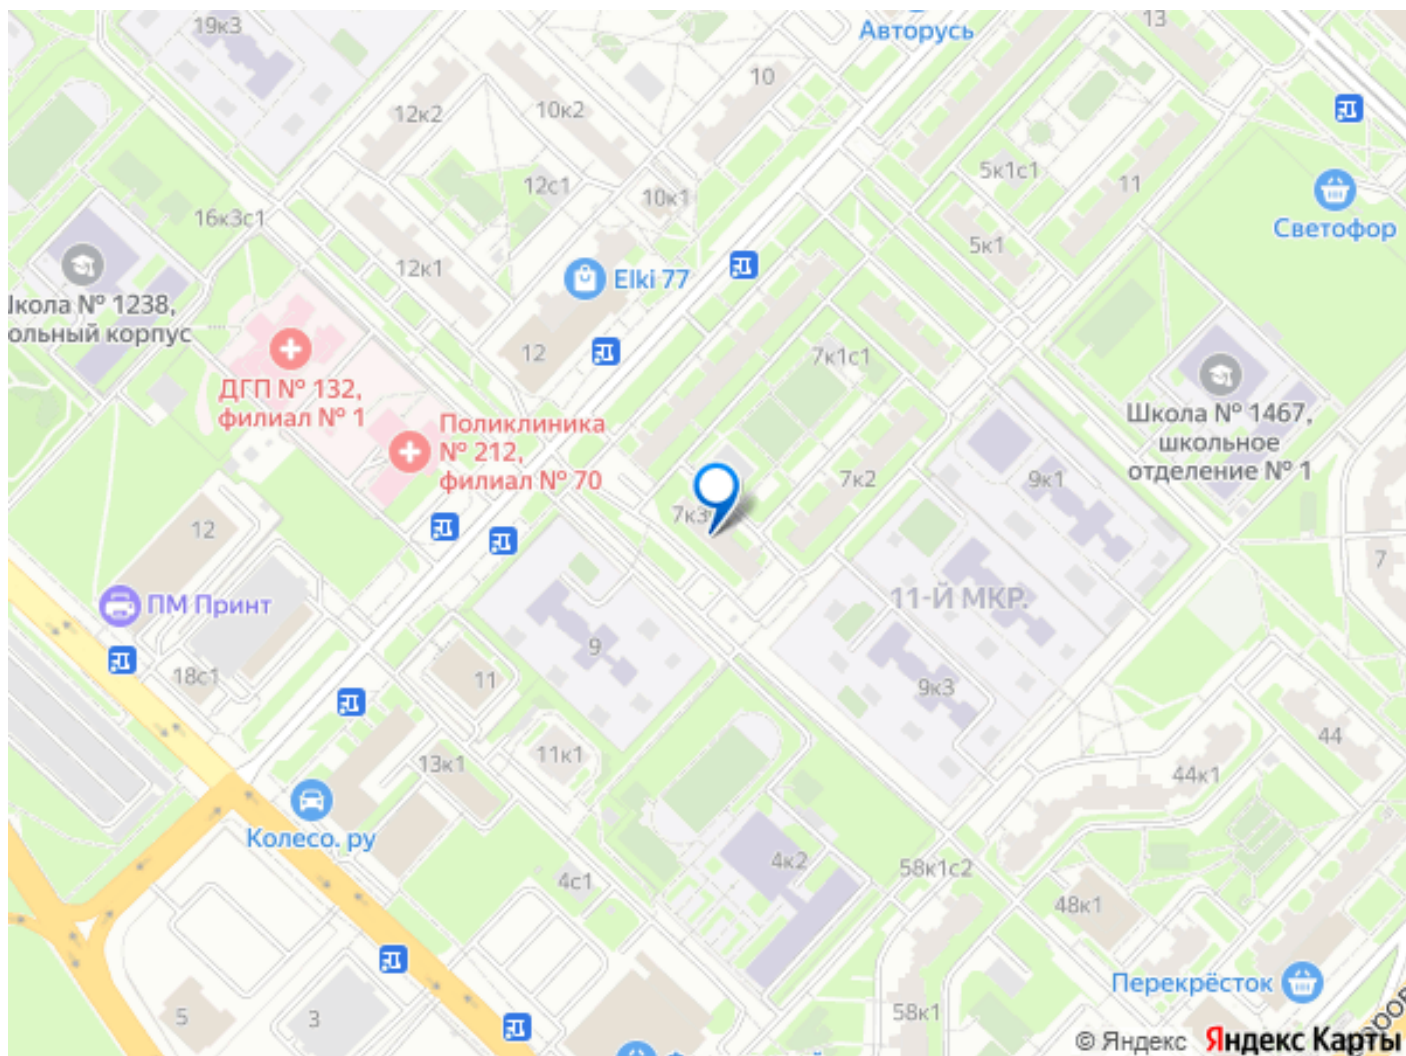 13
Авторусь
19к3
10
12к2
10к2
5к1с1
11
12с1
10к1
Светофор
16к3с1
5к1
12к1
Elki 77
Школа № 1238,
ольный корпус
12
7к1с1
ДГП № 132,
филиал № 1
Поликлиника
№ 212,
филиал № 70
Школа № 1467,
школьное
отделение № 1
7к2
9к1
7к3
12
7
11-Й МКР.
ПМ Принт
9
18с1
11
9к3
44
11к1
13к1
44к1
Колесо. ру
4к2
58к1с2
4с1
48к1
Перекрёсток
58к1
5
3
© Яндекс Яндекс Карты